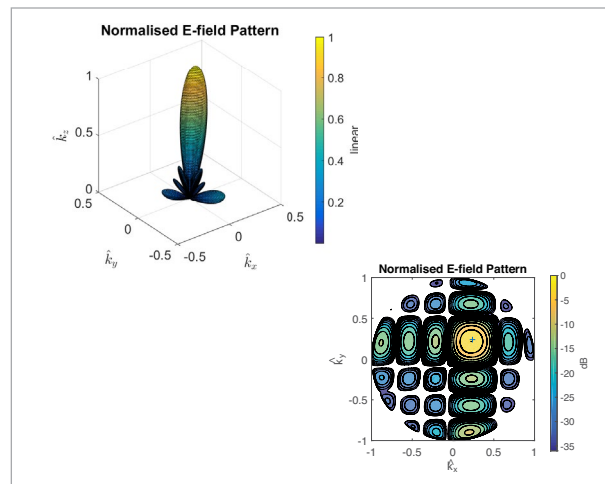 Normalised E-field Pattern
1
0.5
0
k̂z
0.5
0
-0.5
k̂y
-0.5
0
0.5
k̂x
1
0.8
0.6
0.4
0.2
linear
Normalised E-field Pattern
1
0.5
0
-0.5
-1
k̂y
-1 -0.5 0 0.5 1
k̂x
0
-5
-10
-15
-20
-25
-30
-35
dB